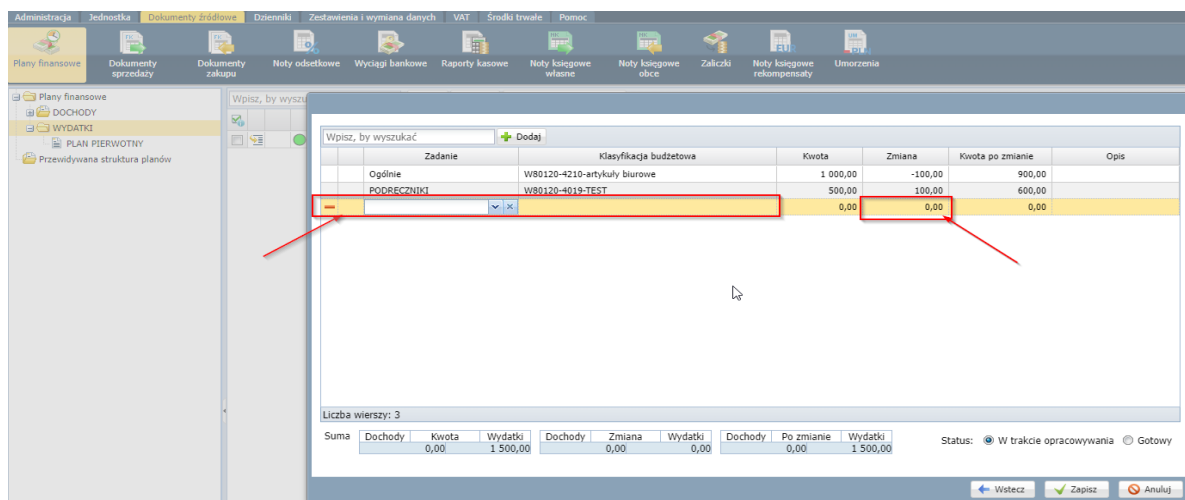 Administracja Jednostka Dokumenty źródłowe Dzienniki Zestawienia i wymiana danych VAT Środki trwałe Pomoc
Plany finansowe Dokumenty sprzedaży Dokumenty zakupu Noty odsetkowe Wyciągi bankowe Raporty kasowe Noty księgowe własne Noty księgowe obce Zaliczki Noty księgowe rekompensaty Umorzenia
Plany finansowe
DOCHODY
WYDATKI
PLAN PIERWOTNY
Przewidywana struktura planów
Wpisz, by wyszu
Wpisz, by wyszukać Dodaj
Zadanie Klasyfikacja budżetowa Kwota Zmiana Kwota po zmianie Opis
Ogólnie W80120-4210-artykuły biurowe 1 000,00 -100,00 900,00
PODRĘCZNIKI W80120-4019-TEST 500,00 100,00 600,00
0,00 0,00 0,00
Liczba wierszy: 3
Suma Dochody Kwota Wydatki Dochody Zmiana Wydatki Dochody Po zmianie Wydatki
0,00 1 500,00 0,00 0,00 0,00 1 500,00
Status: W trakcie opracowywania Gotowy
Wstecz Zapisz Anuluj